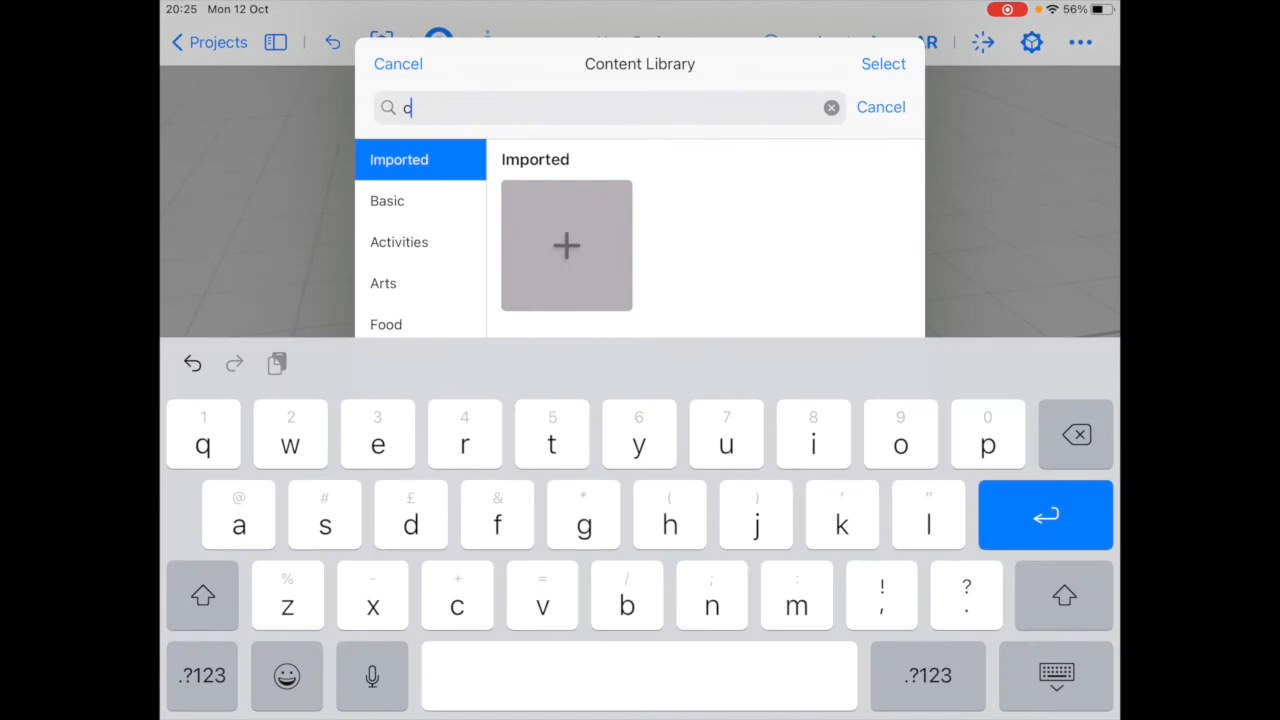 20:25 Mon 12 Oct 56%
Projects AR
Cancel Content Library Select
c Cancel
Imported Imported
Basic
Activities
Arts
Food
1 2 3 4 5 6 7 8 9 0
q w e r t y u i o p
@ # £ & * ( ) ' "
a s d f g h j k l
% - + = / ; : ! ?
z x c v b n m , .
.?123 .?123